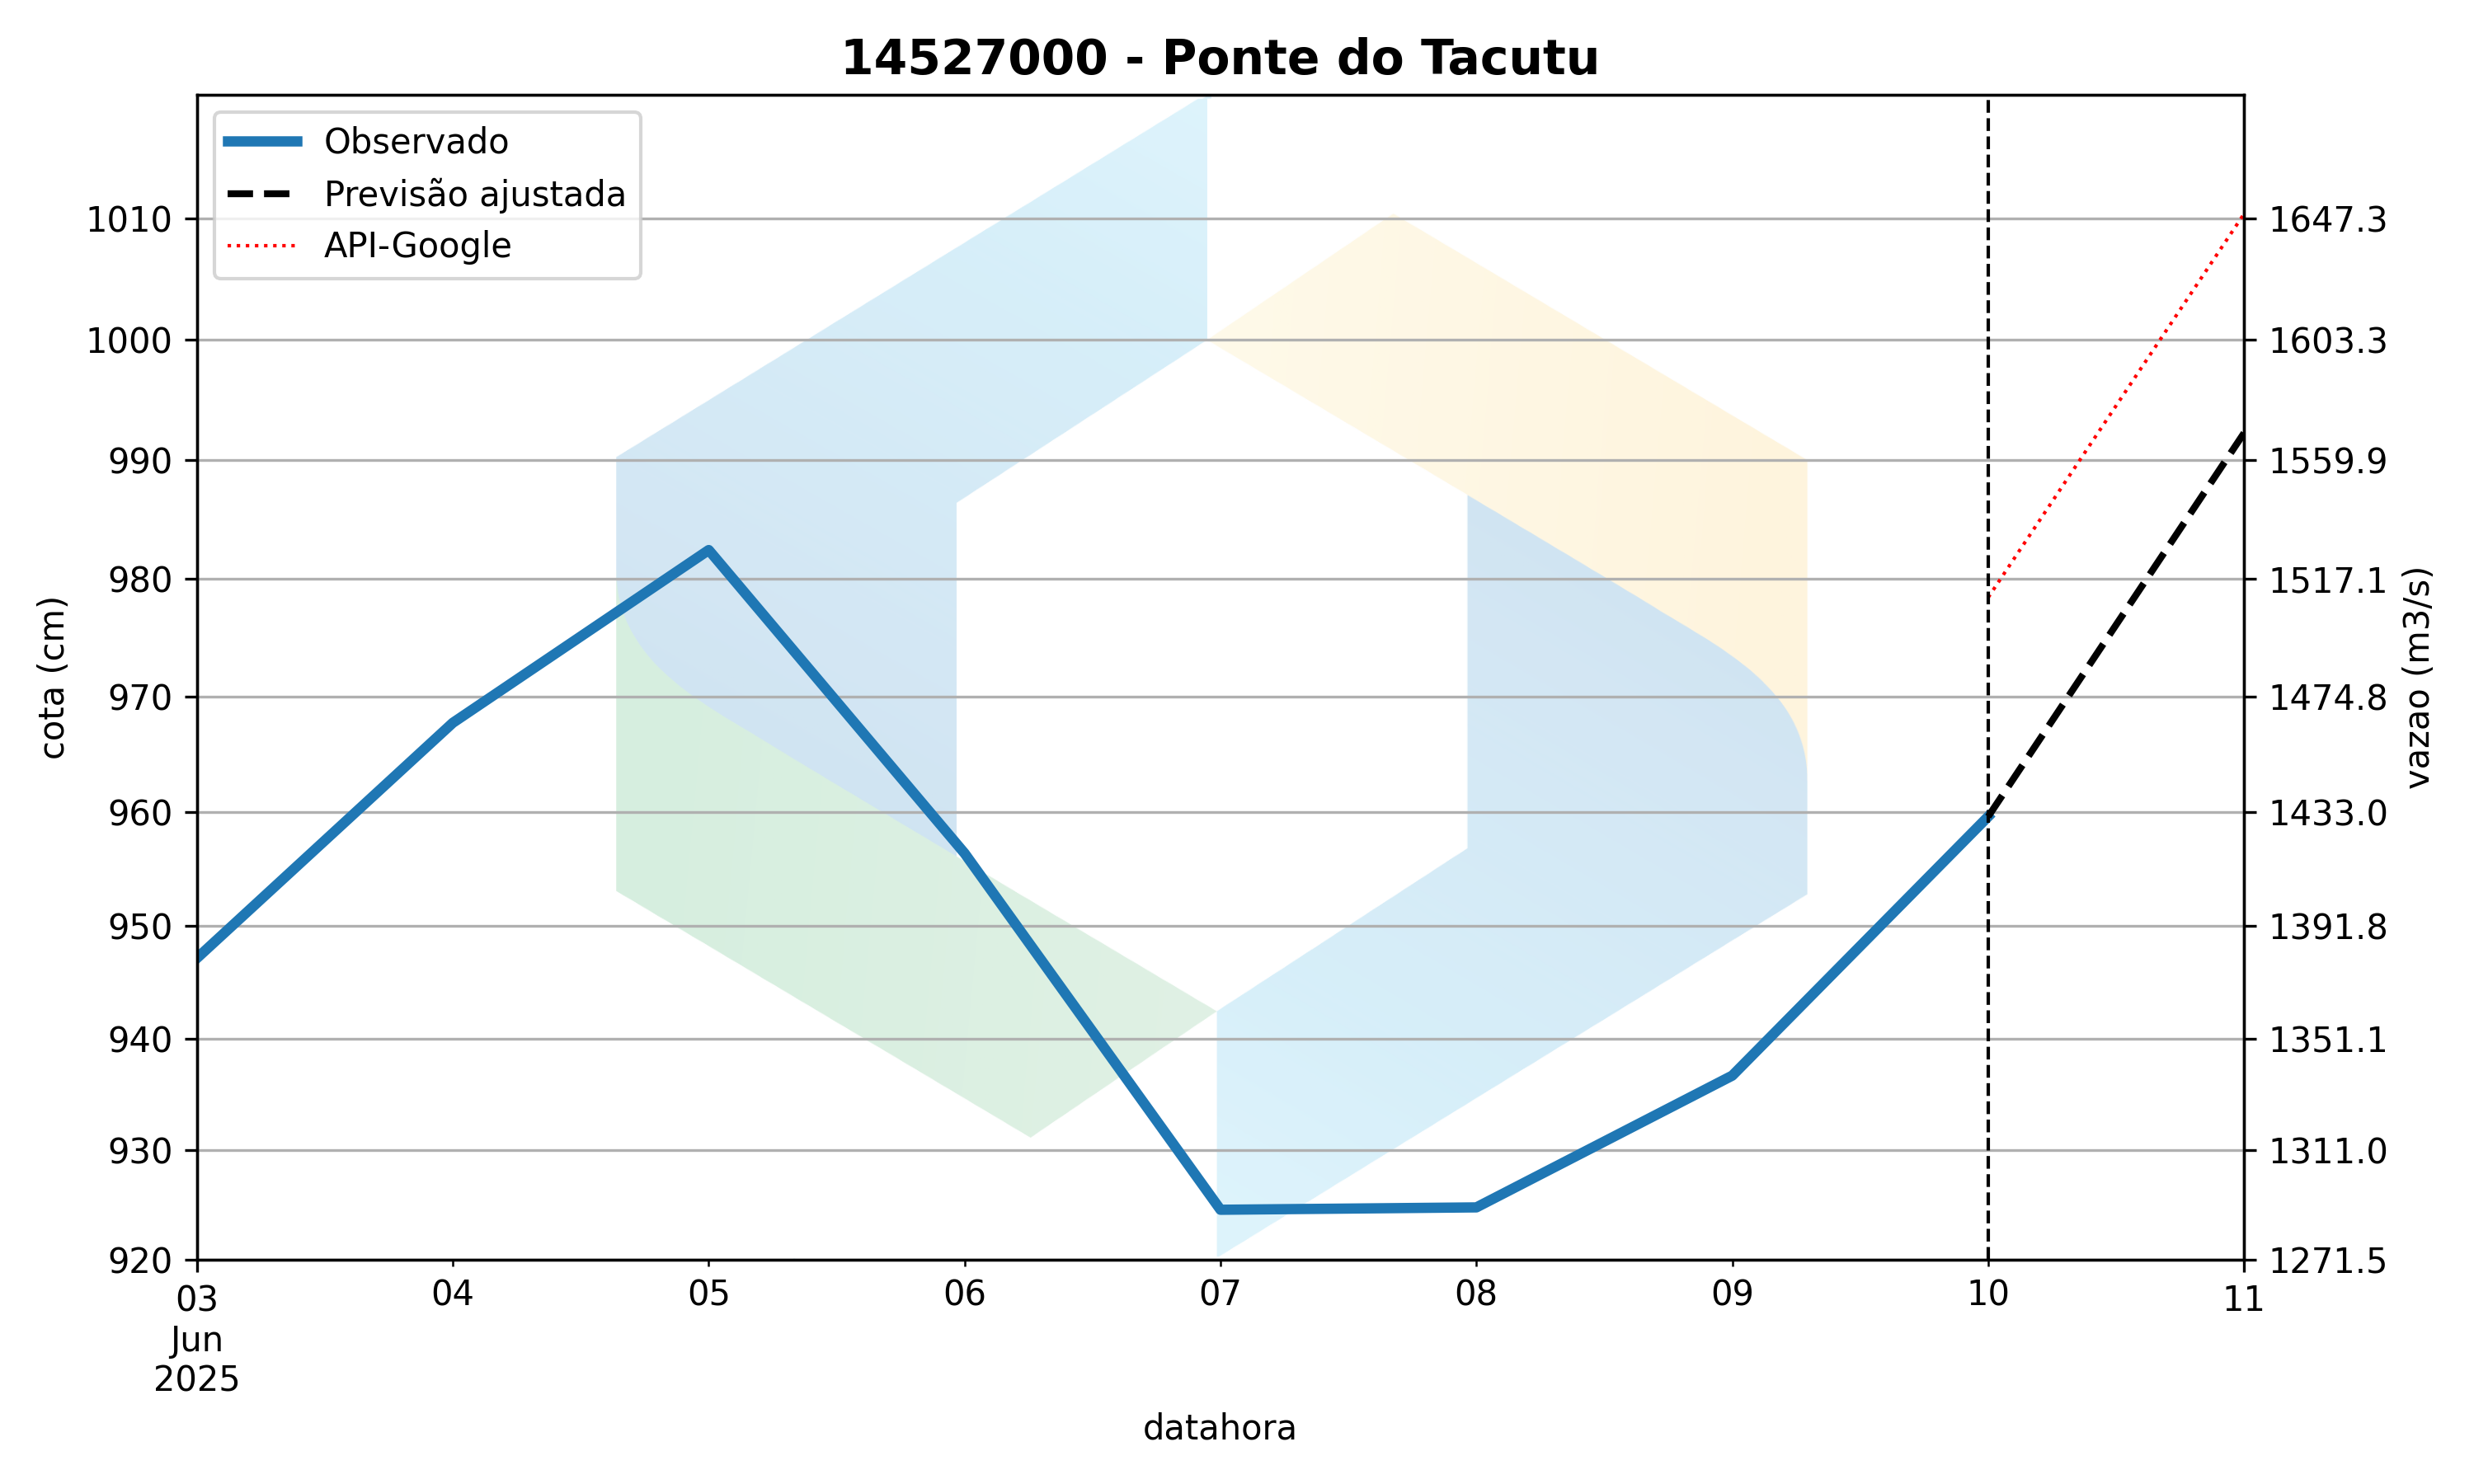 14527000 - Ponte do Tacutu
Observado
Previsão ajustada
API-Google
1010
1000
990
980
970
960
950
940
930
920
cota (cm)
1647.3
1603.3
1559.9
1517.1
1474.8
1433.0
1391.8
1351.1
1311.0
1271.5
vazao (m3/s)
03 04 05 06 07 08 09 10 11
Jun
2025
datahora